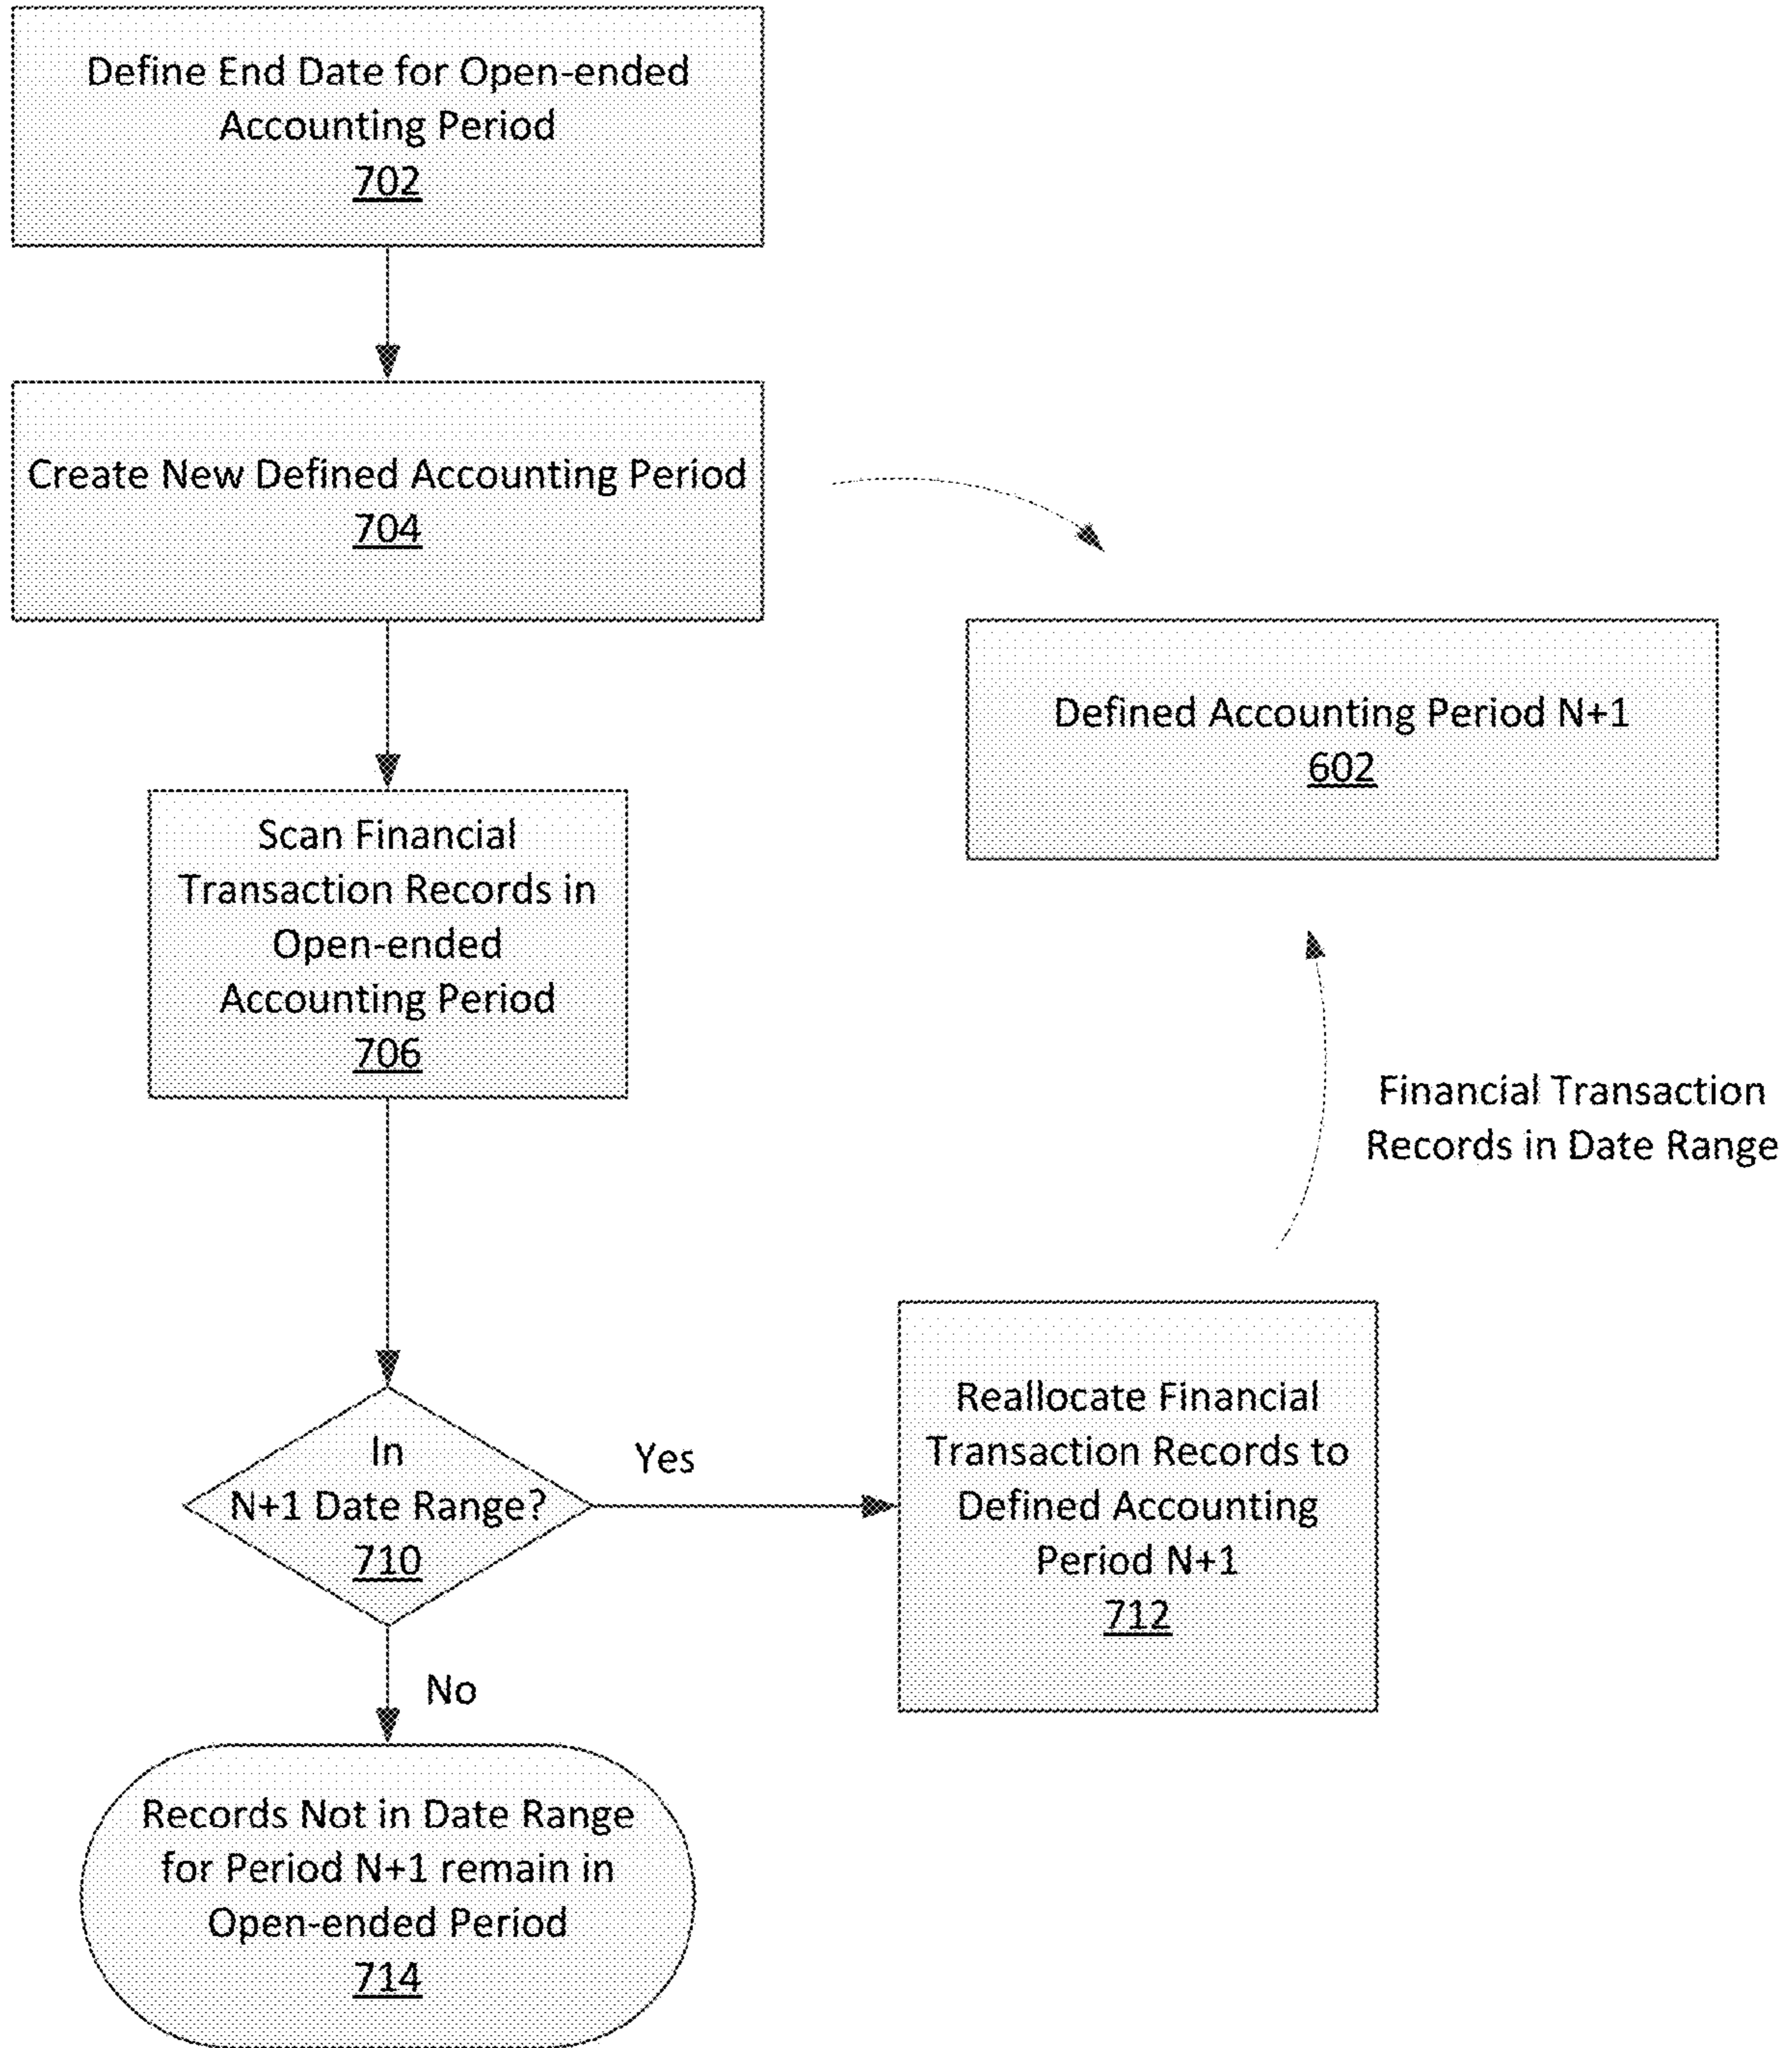 Define End Date for Open-ended
Accounting Period
702
Create New Defined Accounting Period
704
Defined Accounting Period N+1
602
Scan Financial
Transaction Records in
Open-ended
Accounting Period
706
Financial Transaction
Records in Date Range
In
N+1 Date Range?
710
Yes
Reallocate Financial
Transaction Records to
Defined Accounting
Period N+1
712
No
Records Not in Date Range
for Period N+1 remain in
Open-ended Period
714